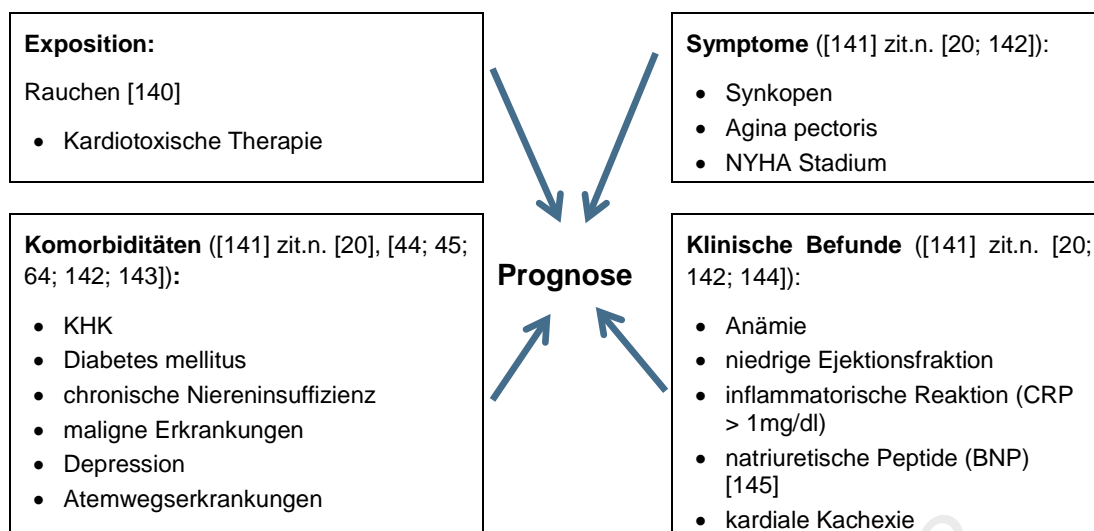 Exposition:
Rauchen [140]
• Kardiotoxische Therapie
Symptome ([141] zit.n. [20; 142]):
• Synkopen
• Agina pectoris
• NYHA Stadium
Komorbiditäten ([141] zit.n. [20], [44; 45;
64; 142; 143]):
• KHK
• Diabetes mellitus
• chronische Niereninsuffizienz
• maligne Erkrankungen
• Depression
• Atemwegserkrankungen
Prognose
Klinische Befunde ([141] zit.n. [20;
142; 144]):
• Anämie
• niedrige Ejektionsfraktion
• inflammatorische Reaktion (CRP
> 1mg/dl)
• natriuretische Peptide (BNP)
[145]
• kardiale Kachexie